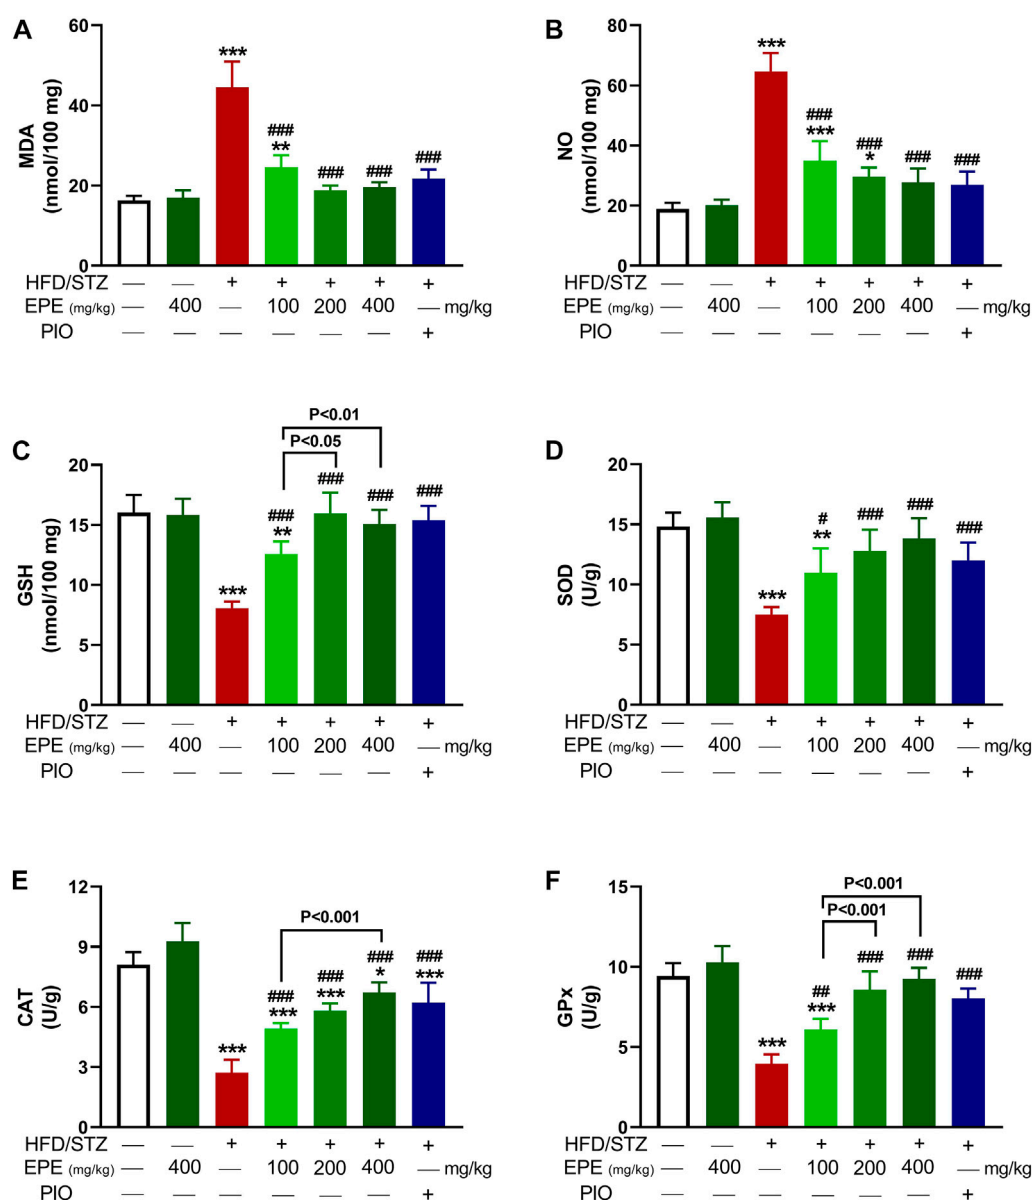 A
MDA
(nmol/100 mg)
60
40
20
0
***
###
**
###
###
###
HFD/STZ — — + + + + +
EPE (mg/kg) — 400 — 100 200 400 — mg/kg
PIO — — — — — — +
B
NO
(nmol/100 mg)
80
60
40
20
0
***
###
***
###
*
###
###
HFD/STZ — — + + + + +
EPE (mg/kg) — 400 — 100 200 400 — mg/kg
PIO — — — — — — +
C
GSH
(nmol/100 mg)
20
15
10
5
0
P<0.01
P<0.05
***
###
**
###
###
###
HFD/STZ — — + + + + +
EPE (mg/kg) — 400 — 100 200 400 — mg/kg
PIO — — — — — — +
D
SOD
(U/g)
20
15
10
5
0
***
#
**
###
###
###
HFD/STZ — — + + + + +
EPE (mg/kg) — 400 — 100 200 400 — mg/kg
PIO — — — — — — +
E
CAT
(U/g)
12
9
6
3
0
P<0.001
***
###
***
###
***
###
*
###
***
HFD/STZ — — + + + + +
EPE (mg/kg) — 400 — 100 200 400 — mg/kg
PIO — — — — — — +
F
GPx
(U/g)
15
10
5
0
P<0.001
P<0.001
***
##
***
###
###
###
HFD/STZ — — + + + + +
EPE (mg/kg) — 400 — 100 200 400 — mg/kg
PIO — — — — — — +